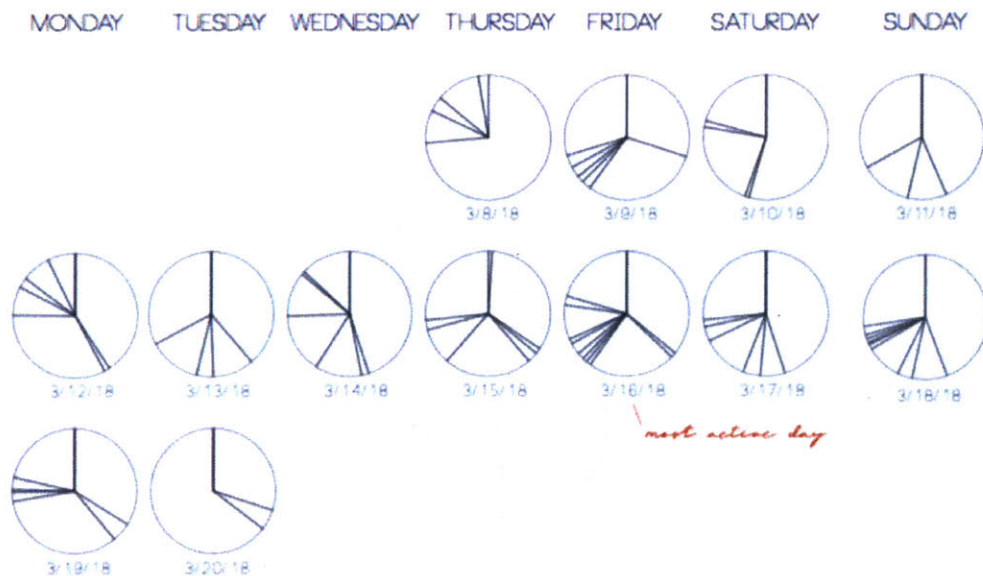 MONDAY TUESDAY WEDNESDAY THURSDAY FRIDAY SATURDAY SUNDAY
3/8/18 3/9/18 3/10/18 3/11/18
3/12/18 3/13/18 3/14/18 3/15/18 3/16/18 3/17/18 3/18/18
most active day
3/19/18 3/20/18